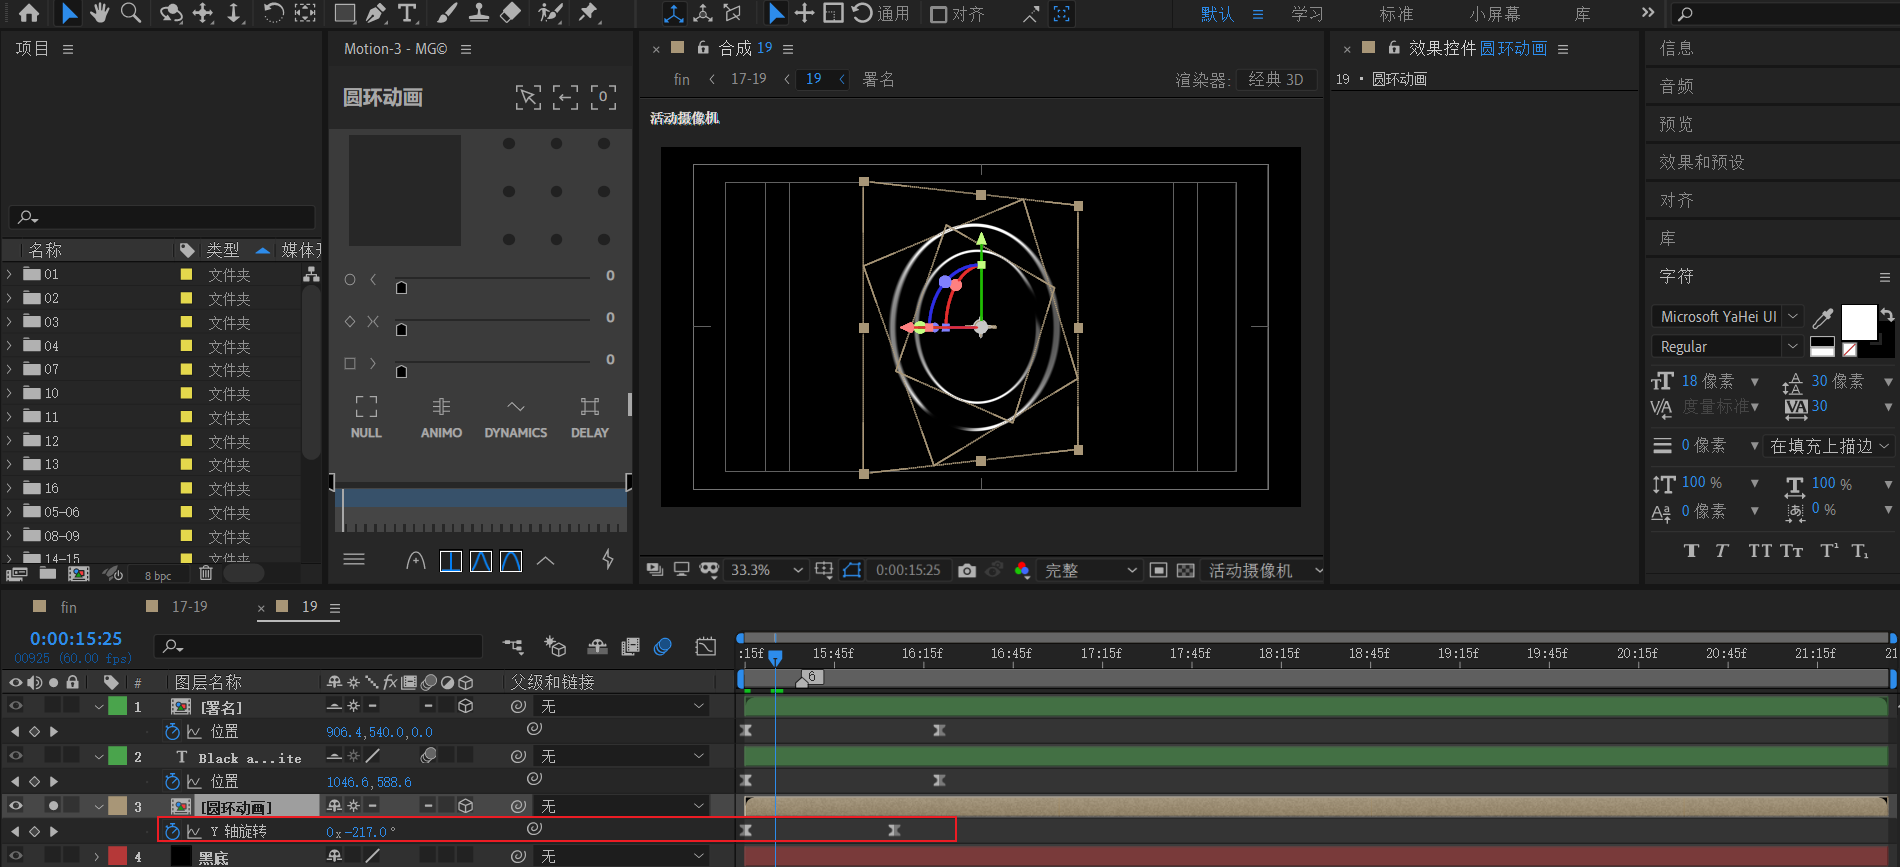 通用
对齐
默认
学习
标准
小屏幕
库
项目
名称
类型
01 文件夹
02 文件夹
03 文件夹
04 文件夹
07 文件夹
10 文件夹
11 文件夹
12 文件夹
13 文件夹
16 文件夹
05-06 文件夹
08-09 文件夹
14-15 文件夹
8 bpc
Motion-3 - MG©
圆环动画
0
0
0
NULL ANIMO DYNAMICS DELAY
合成 19
fin 17-19 19 署名
渲染器: 经典 3D
活动摄像机
33.3% 0:00:15:25 完整 活动摄像机
效果控件 圆环动画
19 · 圆环动画
信息
音频
预览
效果和预设
对齐
库
字符
Microsoft YaHei UI
Regular
18 像素 30 像素
度量标准 30
0 像素 在填充上描边
100 % 100 %
0 像素 0 %
fin 17-19 19
0:00:15:25
00925 (60.00 fps)
:15f 15:45f 16:15f 16:45f 17:15f 17:45f 18:15f 18:45f 19:15f 19:45f 20:15f 20:45f 21:15f 21
6
# 图层名称 父级和链接
1 [署名] 无
位置 906.4,540.0,0.0
2 Black a...ite 无
位置 1046.6,588.6
3 [圆环动画] 无
Y 轴旋转 0x-217.0°
4 黑底 无